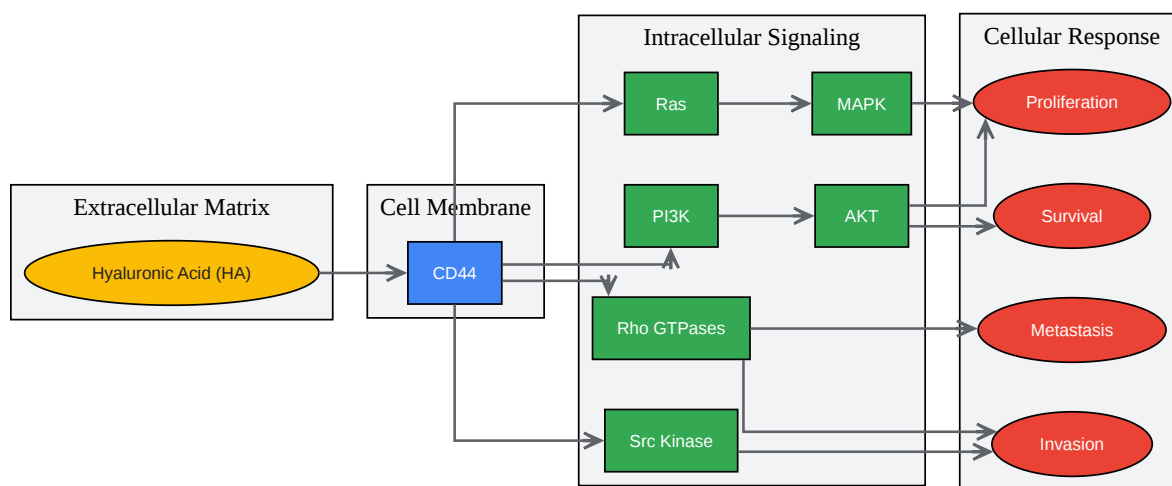 Extracellular Matrix
Hyaluronic Acid (HA)
Cell Membrane
CD44
Intracellular Signaling
Ras
MAPK
PI3K
AKT
Rho GTPases
Src Kinase
Cellular Response
Proliferation
Survival
Metastasis
Invasion